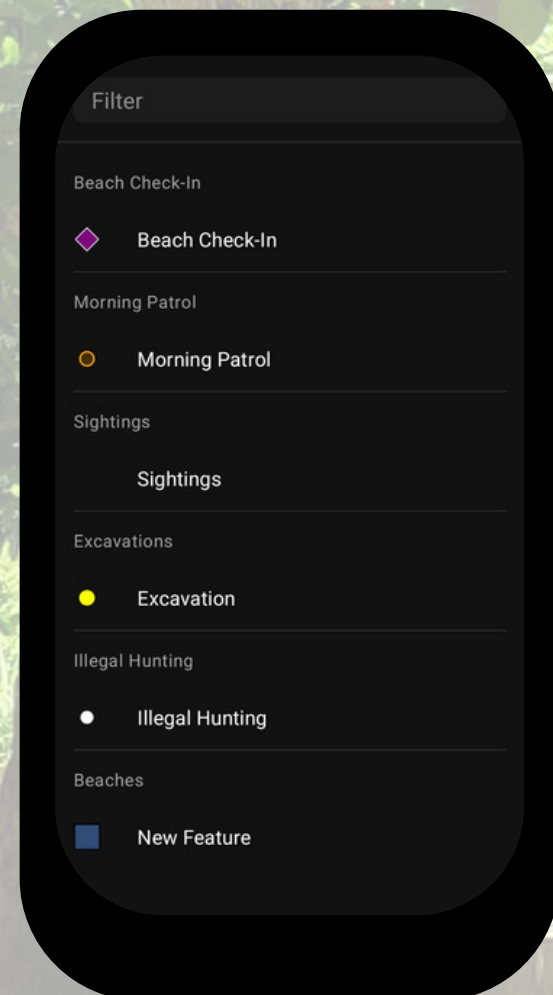 Filter
Beach Check-In
Beach Check-In
Morning Patrol
Morning Patrol
Sightings
Sightings
Excavations
Excavation
Illegal Hunting
Illegal Hunting
Beaches
New Feature